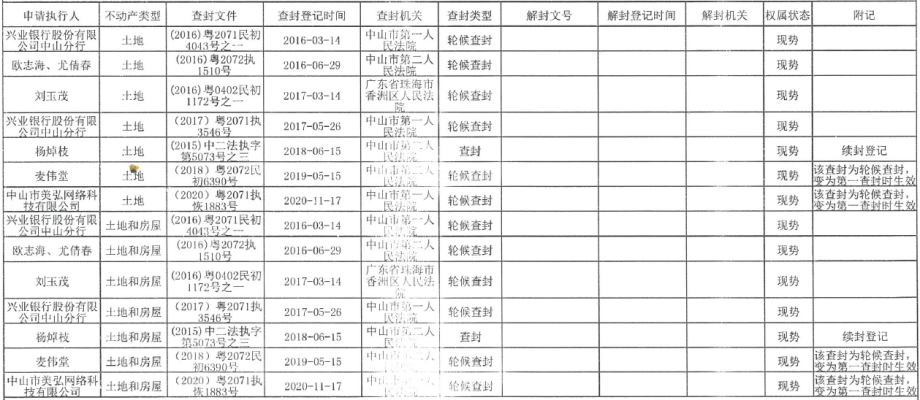 申请执行人 不动产类型 查封文件 查封登记时间 查封机关 查封类型 解封文号 解封登记时间 解封机关 权属状态 附记
兴业银行股份有限公司中山分行 土地 (2016)粤2071民初4043号之一 2016-03-14 中山市第一人民法院 轮候查封 现势
欧志海、尤倩春 土地 (2016)粤2072执1510号 2016-06-29 中山市第二人民法院 轮候查封 现势
刘玉茂 土地 (2016)粤0402民初1172号之一 2017-03-14 广东省珠海市香洲区人民法院 轮候查封 现势
兴业银行股份有限公司中山分行 土地 (2017)粤2071执3546号 2017-05-26 中山市第一人民法院 轮候查封 现势
杨焯枝 土地 (2015)中二法执字第5073号之三 2018-06-15 中山市第二人民法院 查封 现势 续封登记
麦伟堂 土地 (2018)粤2072民初6390号 2019-05-15 中山市第二人民法院 轮候查封 现势 该查封为轮候查封，变为第一查封时生效
中山市美弘网络科技有限公司 土地 (2020)粤2071执恢1883号 2020-11-17 中山市第一人民法院 轮候查封 现势 该查封为轮候查封，变为第一查封时生效
兴业银行股份有限公司中山分行 土地和房屋 (2016)粤2071民初4043号之一 2016-03-14 中山市第一人民法院 轮候查封 现势
欧志海、尤倩春 土地和房屋 (2016)粤2072执1510号 2016-06-29 中山市第二人民法院 轮候查封 现势
刘玉茂 土地和房屋 (2016)粤0402民初1172号之一 2017-03-14 广东省珠海市香洲区人民法院 轮候查封 现势
兴业银行股份有限公司中山分行 土地和房屋 (2017)粤2071执3546号 2017-05-26 中山市第一人民法院 轮候查封 现势
杨焯枝 土地和房屋 (2015)中二法执字第5073号之三 2018-06-15 中山市第二人民法院 查封 现势 续封登记
麦伟堂 土地和房屋 (2018)粤2072民初6390号 2019-05-15 中山市第二人民法院 轮候查封 现势 该查封为轮候查封，变为第一查封时生效
中山市美弘网络科技有限公司 土地和房屋 (2020)粤2071执恢1883号 2020-11-17 中山市第一人民法院 轮候查封 现势 该查封为轮候查封，变为第一查封时生效